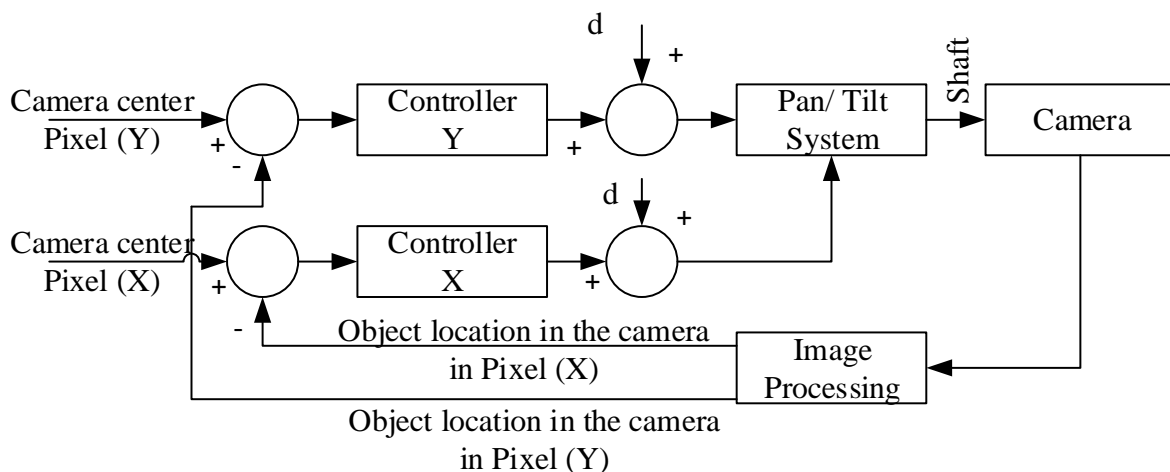 d
+
Shaft
Camera center
Pixel (Y)
+
-
Controller
Y
+
Pan/ Tilt
System
Camera
d
+
Camera center
Pixel (X)
+
-
Controller
X
+
Object location in the camera
in Pixel (X)
Image
Processing
Object location in the camera
in Pixel (Y)